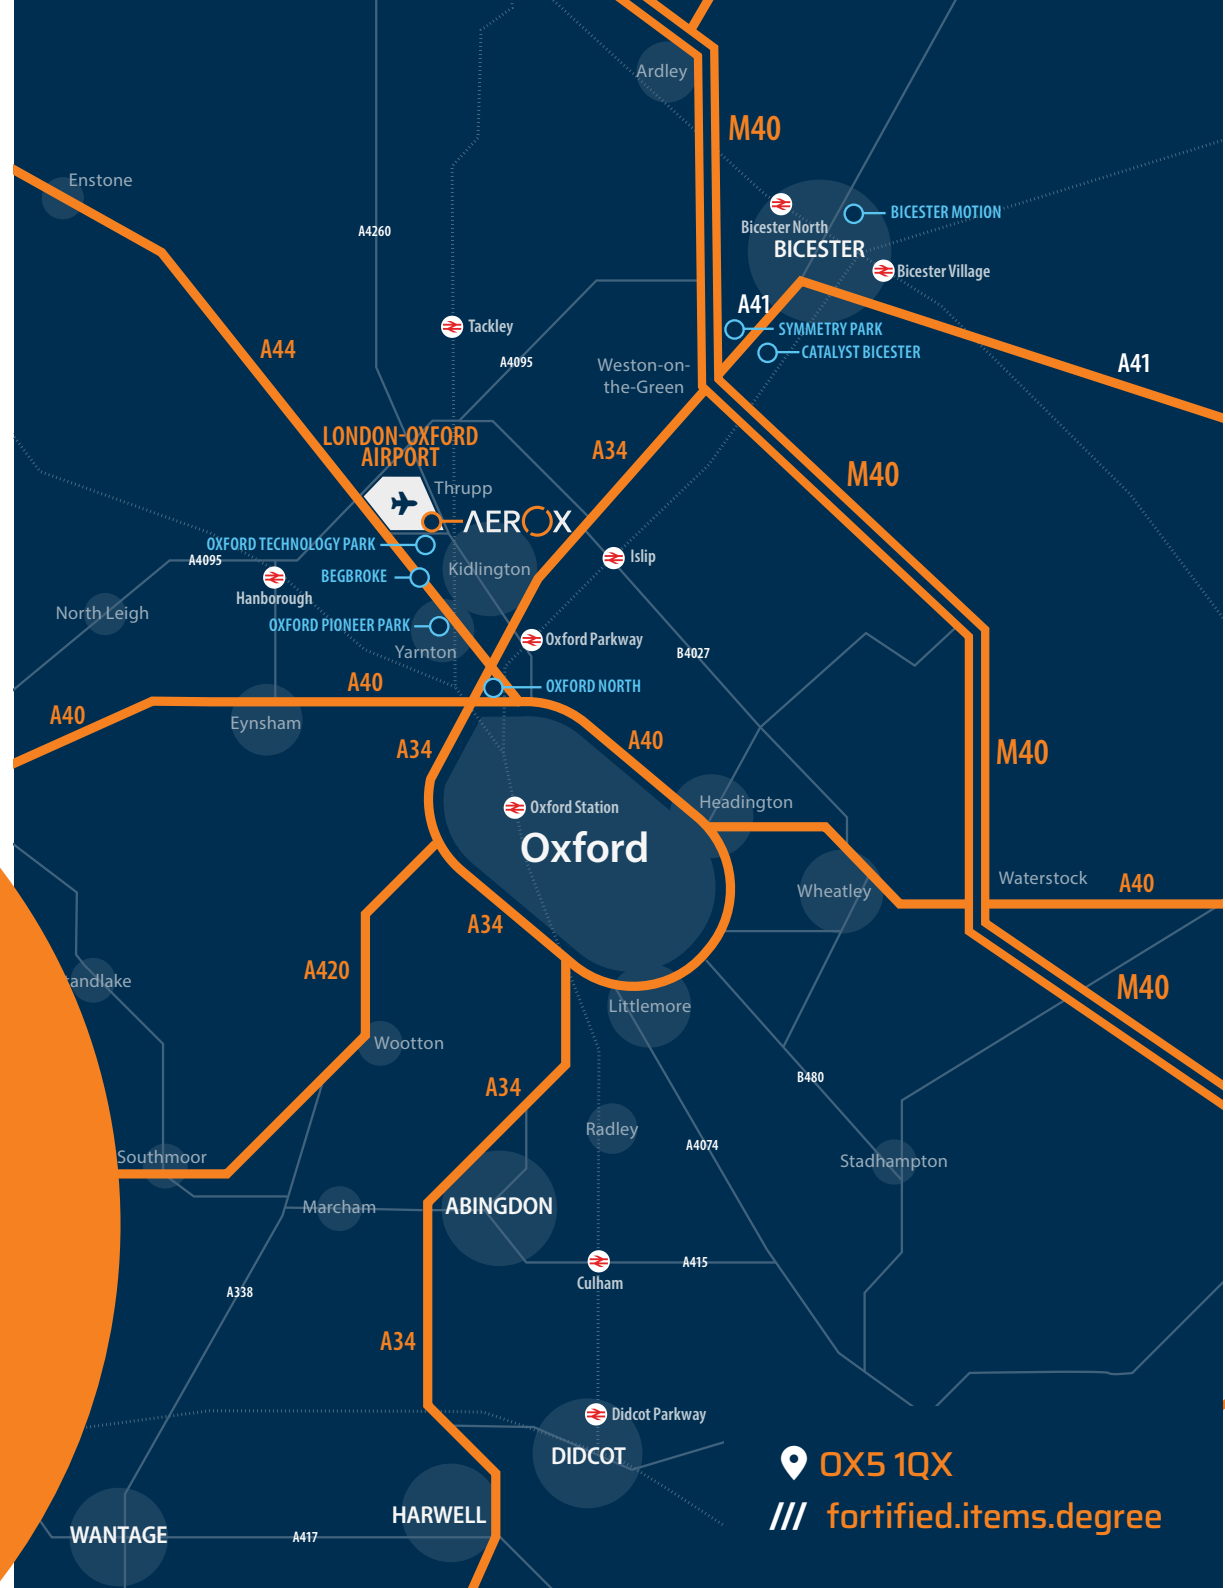 Ardley
M40
Enstone
Bicester North
BICESTER MOTION
A4260
BICESTER
Bicester Village
A41
Tackley
SYMMETRY PARK
A44
CATALYST BICESTER
A4095
Weston-on-
the-Green
A41
LONDON-OXFORD
AIRPORT
A34
M40
Thrupp
AEROX
OXFORD TECHNOLOGY PARK
A4095
Islip
Kidlington
BEGBROKE
Hanborough
North Leigh
OXFORD PIONEER PARK
Oxford Parkway
Yarnton
B4027
A40
OXFORD NORTH
A40
Eynsham
A34
A40
M40
Headington
Oxford Station
Oxford
Waterstock
A40
Wheatley
A34
A420
andlake
M40
Littlemore
Wootton
B480
A34
Radley
A4074
Southmoor
Stadhampton
Marcham
ABINGDON
A415
Culham
A338
A34
Didcot Parkway
DIDCOT
OX5 1QX
HARWELL
/// fortified.items.degree
WANTAGE
A417